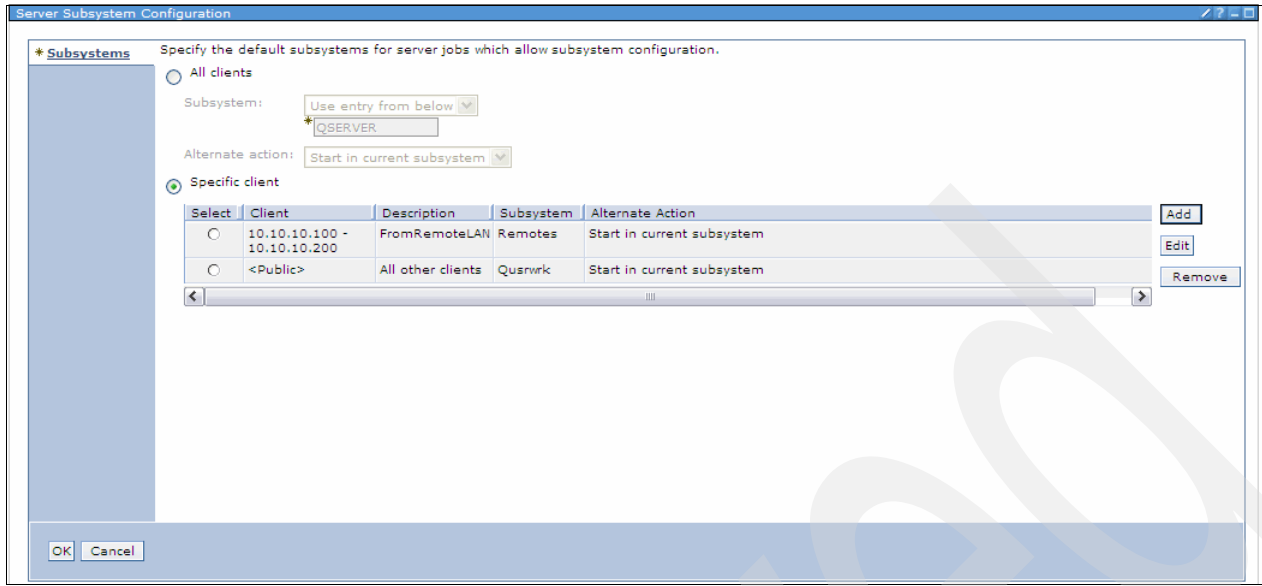 Server Subsystem Configuration
* Subsystems
Specify the default subsystems for server jobs which allow subsystem configuration.
All clients
Subsystem: Use entry from below
* QSERVER
Alternate action: Start in current subsystem
Specific client
Select Client Description Subsystem Alternate Action
10.10.10.100 - FromRemoteLAN Remotes Start in current subsystem
10.10.10.200
<Public> All other clients Qusrwrk Start in current subsystem
Add
Edit
Remove
OK Cancel